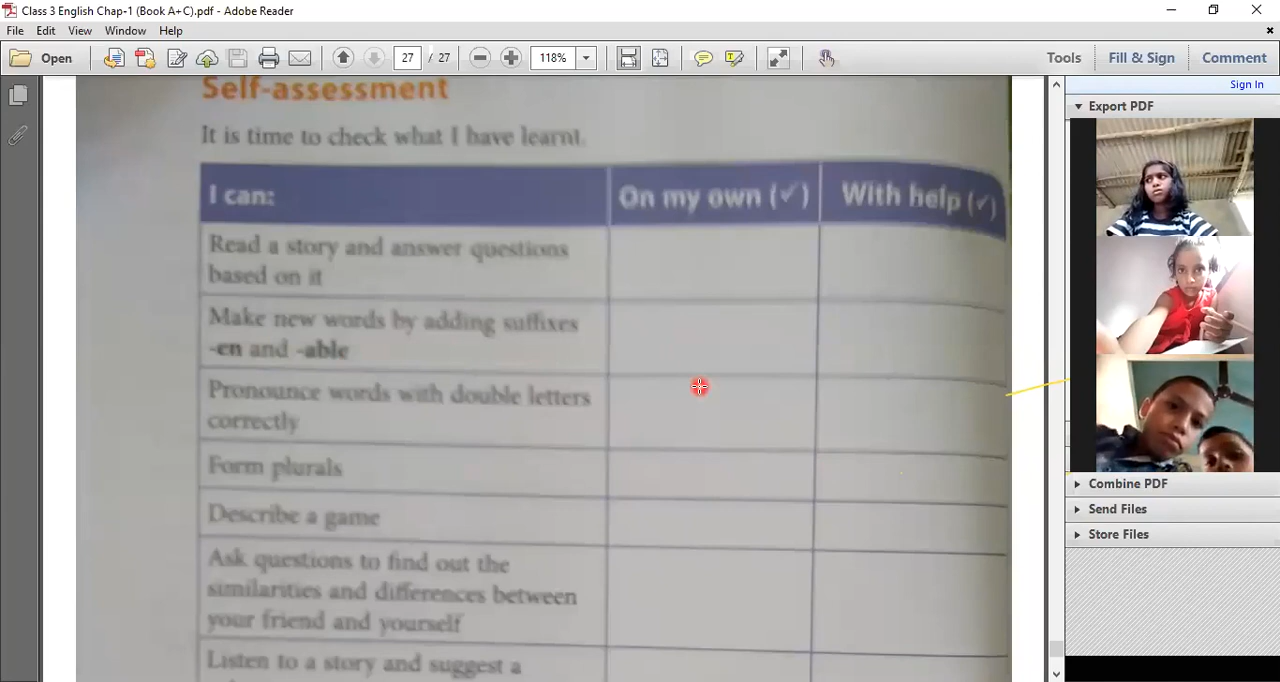 Class 3 English Chap-1 (Book A+C).pdf - Adobe Reader
File Edit View Window Help
Open 27 / 27 118% Tools Fill & Sign Comment
Sign In
Export PDF
Self-assessment
It is time to check what I have learnt.
I can: On my own (✓) With help (✓)
Read a story and answer questions
based on it
Make new words by adding suffixes
-en and -able
Pronounce words with double letters
correctly
Form plurals
Describe a game
Ask questions to find out the
similarities and differences between
your friend and yourself
Listen to a story and suggest a
Combine PDF
Send Files
Store Files